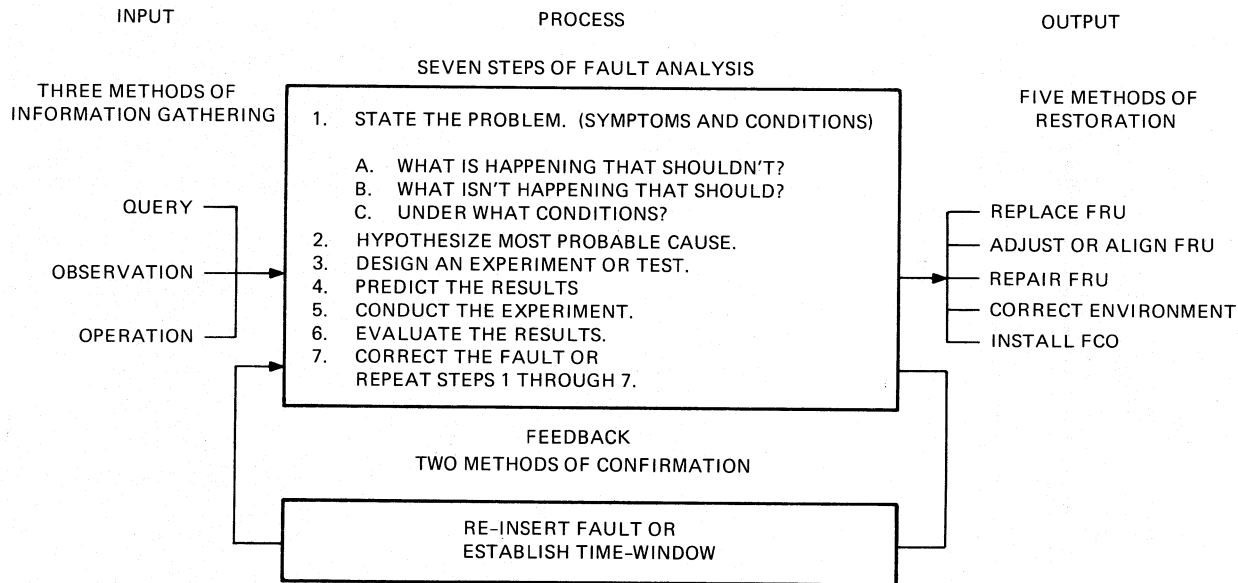 INPUT
PROCESS
OUTPUT
SEVEN STEPS OF FAULT ANALYSIS
THREE METHODS OF
INFORMATION GATHERING
QUERY
OBSERVATION
OPERATION
1. STATE THE PROBLEM. (SYMPTOMS AND CONDITIONS)
A. WHAT IS HAPPENING THAT SHOULDN'T?
B. WHAT ISN'T HAPPENING THAT SHOULD?
C. UNDER WHAT CONDITIONS?
2. HYPOTHESIZE MOST PROBABLE CAUSE.
3. DESIGN AN EXPERIMENT OR TEST.
4. PREDICT THE RESULTS
5. CONDUCT THE EXPERIMENT.
6. EVALUATE THE RESULTS.
7. CORRECT THE FAULT OR
REPEAT STEPS 1 THROUGH 7.
FIVE METHODS OF
RESTORATION
REPLACE FRU
ADJUST OR ALIGN FRU
REPAIR FRU
CORRECT ENVIRONMENT
INSTALL FCO
FEEDBACK
TWO METHODS OF CONFIRMATION
RE-INSERT FAULT OR
ESTABLISH TIME-WINDOW